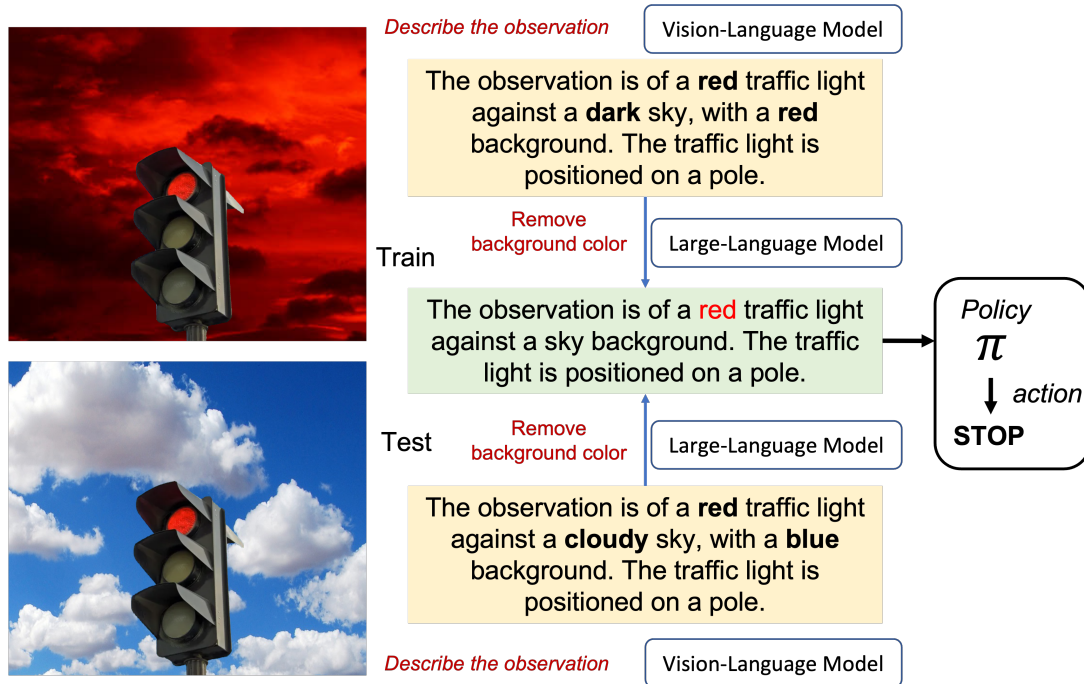 Describe the observation
Vision-Language Model
The observation is of a red traffic light
against a dark sky, with a red
background. The traffic light is
positioned on a pole.
Remove
background color
Large-Language Model
Train
The observation is of a red traffic light
against a sky background. The traffic
light is positioned on a pole.
Policy
π
action
STOP
Test
Remove
background color
Large-Language Model
The observation is of a red traffic light
against a cloudy sky, with a blue
background. The traffic light is
positioned on a pole.
Describe the observation
Vision-Language Model